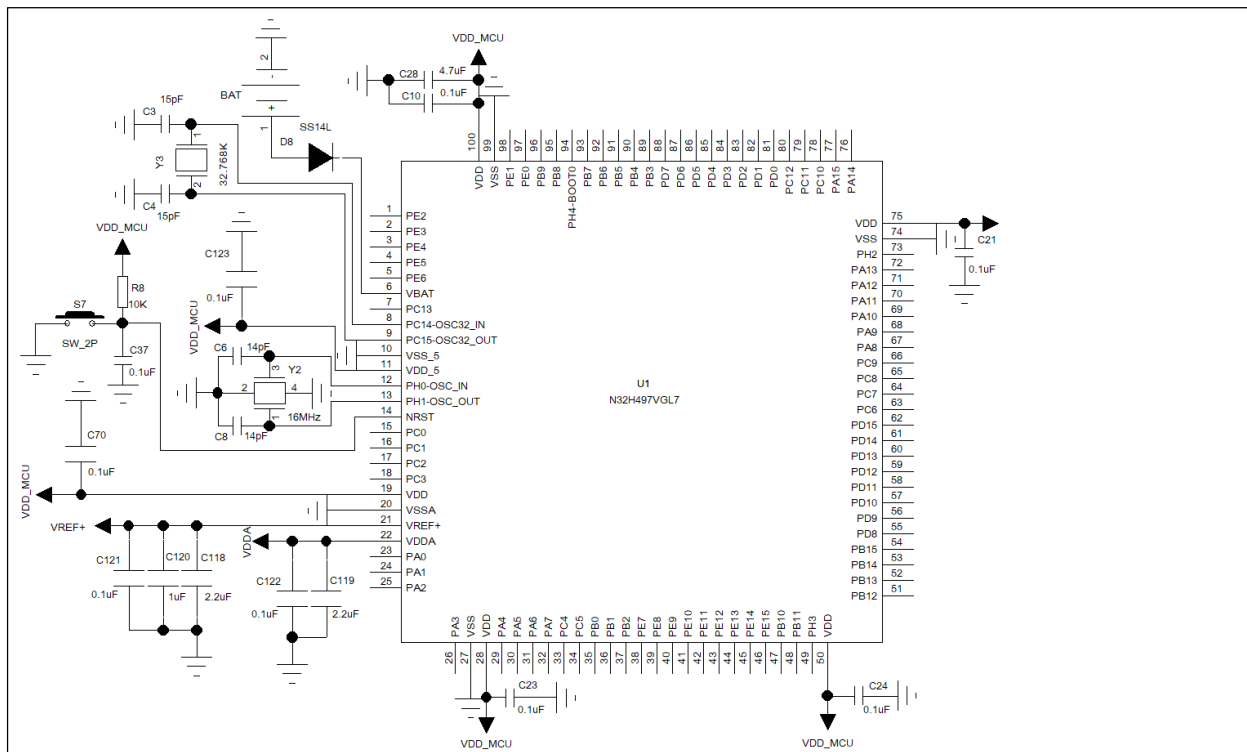 VDD_MCU
C28 4.7uF
C10 0.1uF
2
-
BAT
+
1
SS14L
D8
15pF
C3
1
Y3
2
32.768K
C4
15pF
VDD_MCU
R8
10K
S7
SW_2P
C37
0.1uF
C123
0.1uF
VDD_MCU
C6 14pF
3
Y2
2 4
1
16MHz
C8 14pF
C70
0.1uF
VDD_MCU
VREF+
C121 C120 C118
0.1uF 1uF 2.2uF
VDDA
C122 C119
0.1uF 2.2uF
100 VDD
99 VSS
98 PE1
97 PE0
96 PB9
95 PB8
94 PH4-BOOT0
93 PB7
92 PB6
91 PB5
90 PB4
89 PB3
88 PD7
87 PD6
86 PD5
85 PD4
84 PD3
83 PD2
82 PD1
81 PD0
80 PC12
79 PC11
78 PC10
77 PA15
76 PA14
1 PE2
2 PE3
3 PE4
4 PE5
5 PE6
6 VBAT
7 PC13
8 PC14-OSC32_IN
9 PC15-OSC32_OUT
10 VSS_5
11 VDD_5
12 PH0-OSC_IN
13 PH1-OSC_OUT
14 NRST
15 PC0
16 PC1
17 PC2
18 PC3
19 VDD
20 VSSA
21 VREF+
22 VDDA
23 PA0
24 PA1
25 PA2
U1
N32H497VGL7
VDD 75
VSS 74
PH2 73
PA13 72
PA12 71
PA11 70
PA10 69
PA9 68
PA8 67
PC9 66
PC8 65
PC7 64
PC6 63
PD15 62
PD14 61
PD13 60
PD12 59
PD11 58
PD10 57
PD9 56
PD8 55
PB15 54
PB14 53
PB13 52
PB12 51
C21
0.1uF
PA3 26
VSS 27
VDD 28
PA4 29
PA5 30
PA6 31
PA7 32
PC4 33
PC5 34
PB0 35
PB1 36
PB2 37
PE7 38
PE8 39
PE9 40
PE10 41
PE11 42
PE12 43
PE13 44
PE14 45
PE15 46
PB10 47
PB11 48
PH3 49
VDD 50
C23
0.1uF
VDD_MCU
C24
0.1uF
VDD_MCU